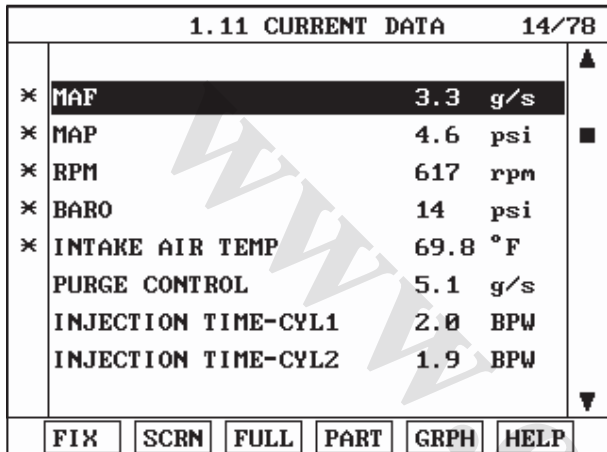 1.11 CURRENT DATA 14/78
* MAF 3.3 g/s
* MAP 4.6 psi
* RPM 617 rpm
* BARO 14 psi
* INTAKE AIR TEMP 69.8 °F
PURGE CONTROL 5.1 g/s
INJECTION TIME-CYL1 2.0 BPW
INJECTION TIME-CYL2 1.9 BPW
FIX SCRN FULL PART GRPH HELP